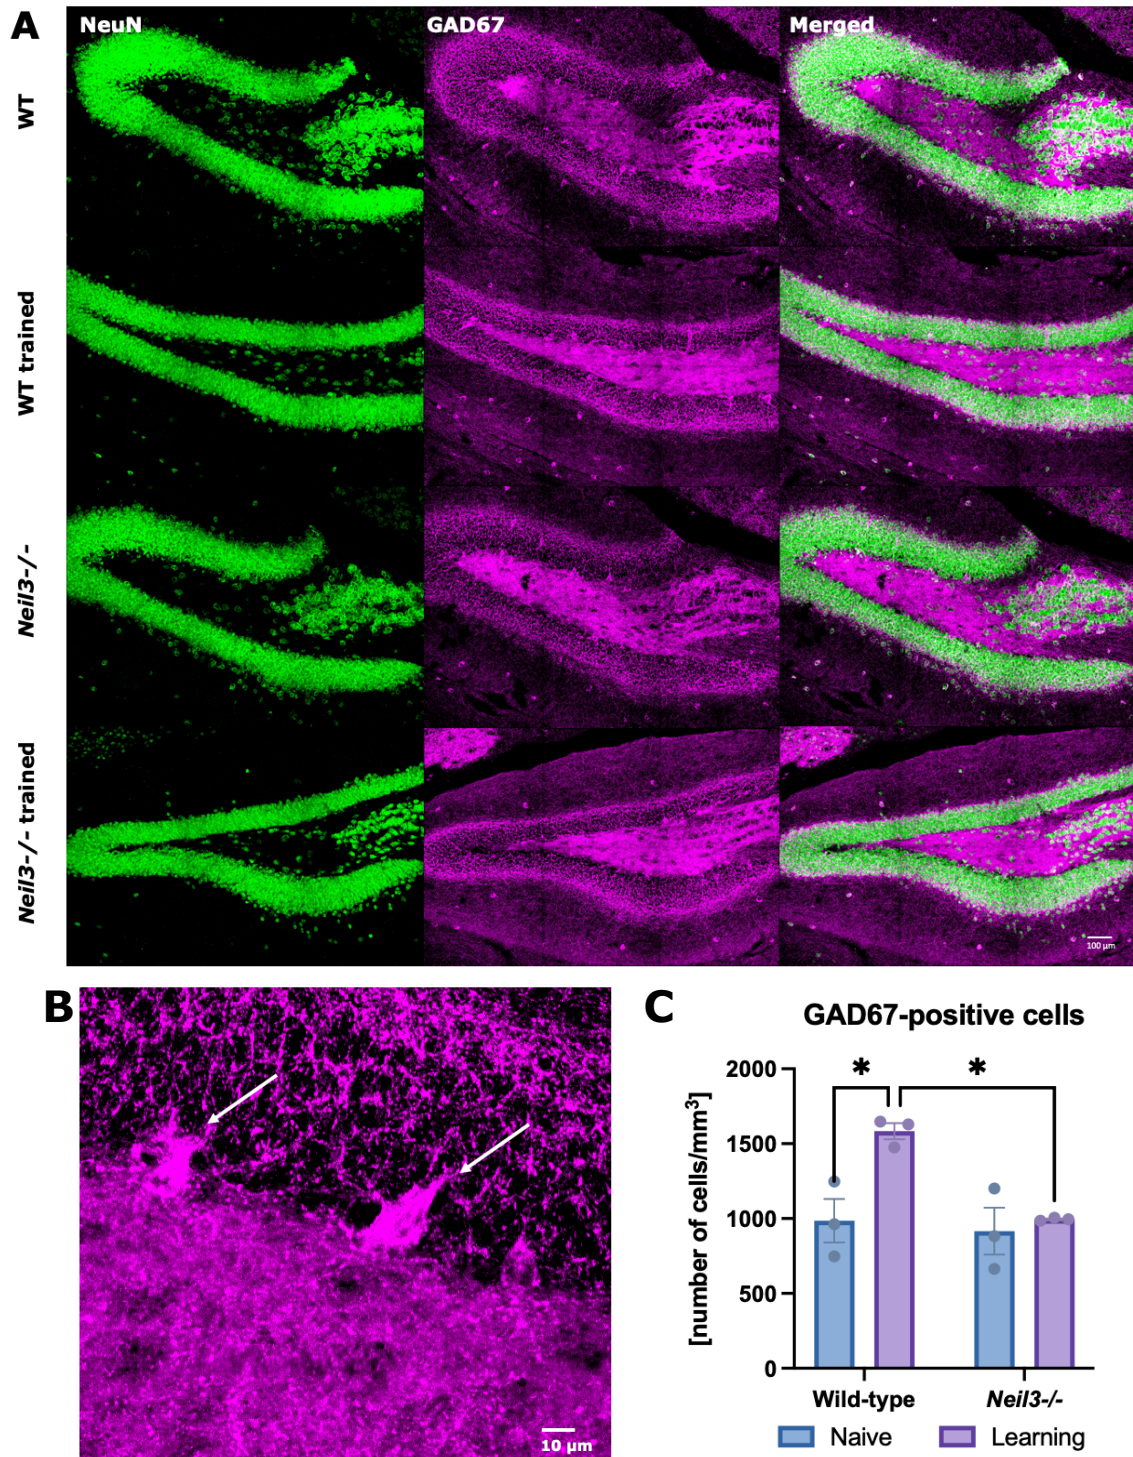 A
NeuN
GAD67
Merged
WT
WT trained
Neil3-/-
Neil3-/- trained
100 µm
B
10 µm
C
GAD67-positive cells
[number of cells/mm³]
2000
1500
1000
500
0
* *
Wild-type Neil3-/-
Naive Learning